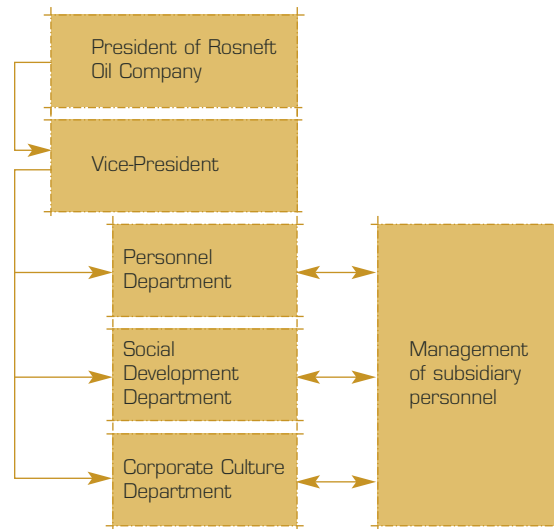 President of Rosneft
Oil Company
Vice-President
Personnel
Department
Social
Development
Department
Corporate Culture
Department
Management
of subsidiary
personnel